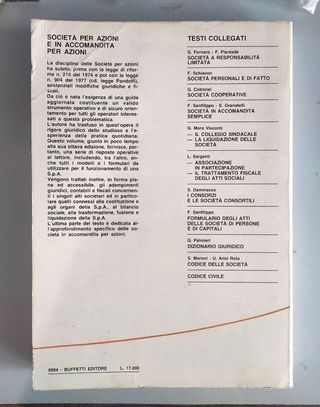 SOCIETÀ PER AZIONI
E IN ACCOMANDITA
PER AZIONI
La disciplina delle Società per azioni
ha subito, prima con la legge di rifor-
ma n. 216 del 1974 e poi con la legge
n. 904 del 1977 (cd. legge Pandolfi),
sostanziali modifiche giuridiche e fi-
scali.
Da ciò è nata l'esigenza di una guida
aggiornata costituente un valido
strumento operativo e di sicuro orien-
tamento per tutti gli operatori interes-
sati a questa problematica.
L'autore ha trasfuso in quest'opera il
rigore giuridico dello studioso e l'e-
sperienza della pratica quotidiana.
Questo volume, giunto in poco tempo
alla sua ottava edizione, fornisce, per-
tanto, una serie di risposte operative
al lettore, includendo, tra l'altro, an-
che tutti i modelli e i formulari da
utilizzare per il funzionamento di una
S.p.A.
Vengono trattati inoltre, in forma pia-
na ed accessibile, gli adempimenti
giuridici, contabili e fiscali concernen-
ti i singoli atti societari ed in partico-
lare quelli connessi alla costituzione e
agli organi della S.p.A., al bilancio
sociale, alla trasformazione, fusione e
liquidazione della S.p.A.
L'ultima parte del testo è dedicata al-
l'approfondimento specifico delle so-
cietà in accomandita per azioni.
TESTI COLLEGATI
G. Fornaro - F. Plantade
SOCIETÀ A RESPONSABILITÀ
LIMITATA
F. Schiavon
SOCIETÀ PERSONALI E DI FATTO
G. Cotronei
SOCIETÀ COOPERATIVE
F. Sanfilippo - S. Granatelli
SOCIETÀ IN ACCOMANDITA
SEMPLICE
G. Moro Visconti
— IL COLLEGIO SINDACALE
— LA LIQUIDAZIONE DELLE
SOCIETÀ
L. Sargenti
— ASSOCIAZIONE
IN PARTECIPAZIONE
— IL TRATTAMENTO FISCALE
DEGLI ATTI SOCIALI
S. Dammacco
I CONSORZI
E LE SOCIETÀ CONSORTILI
F. Sanfilippo
FORMULARIO DEGLI ATTI
DELLE SOCIETÀ DI PERSONE
E DI CAPITALI
G. Palmieri
DIZIONARIO GIURIDICO
S. Moroni - U. Arisi Rota
CODICE DELLE SOCIETÀ
CODICE CIVILE
9994 - BUFFETTI EDITORE L. 17.000